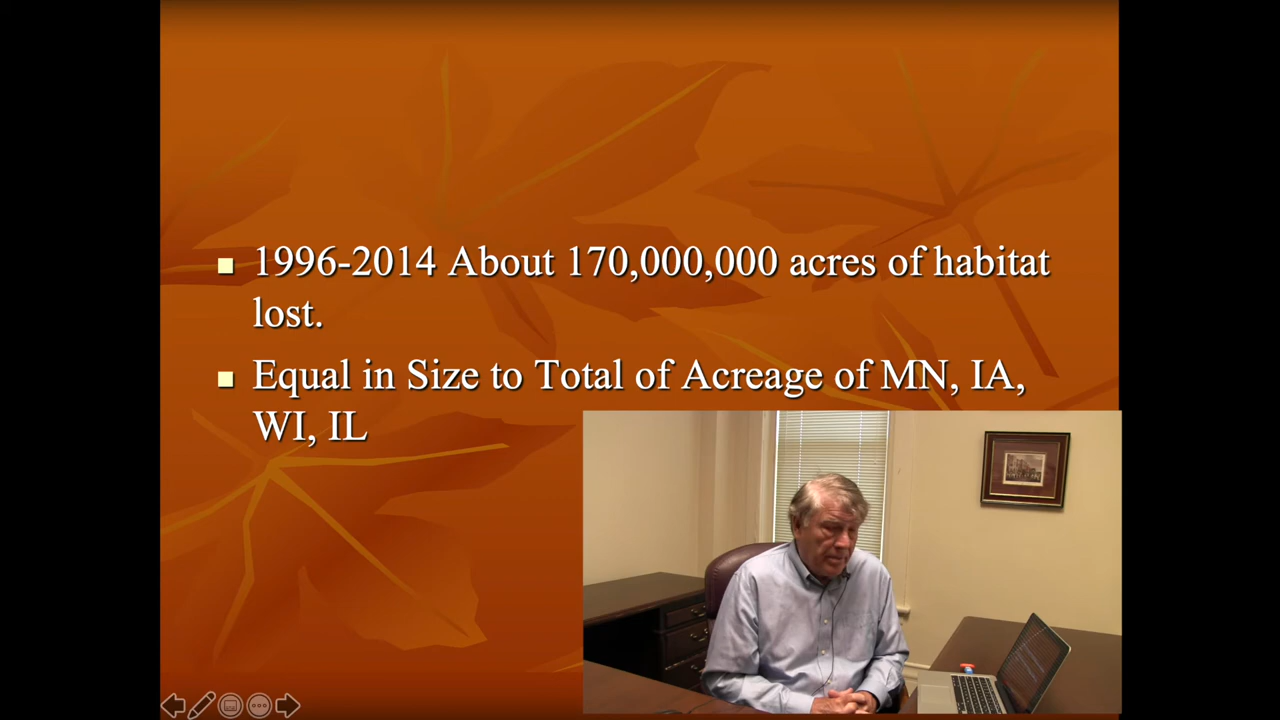 1996-2014 About 170,000,000 acres of habitat
lost.
Equal in Size to Total of Acreage of MN, IA,
WI, IL